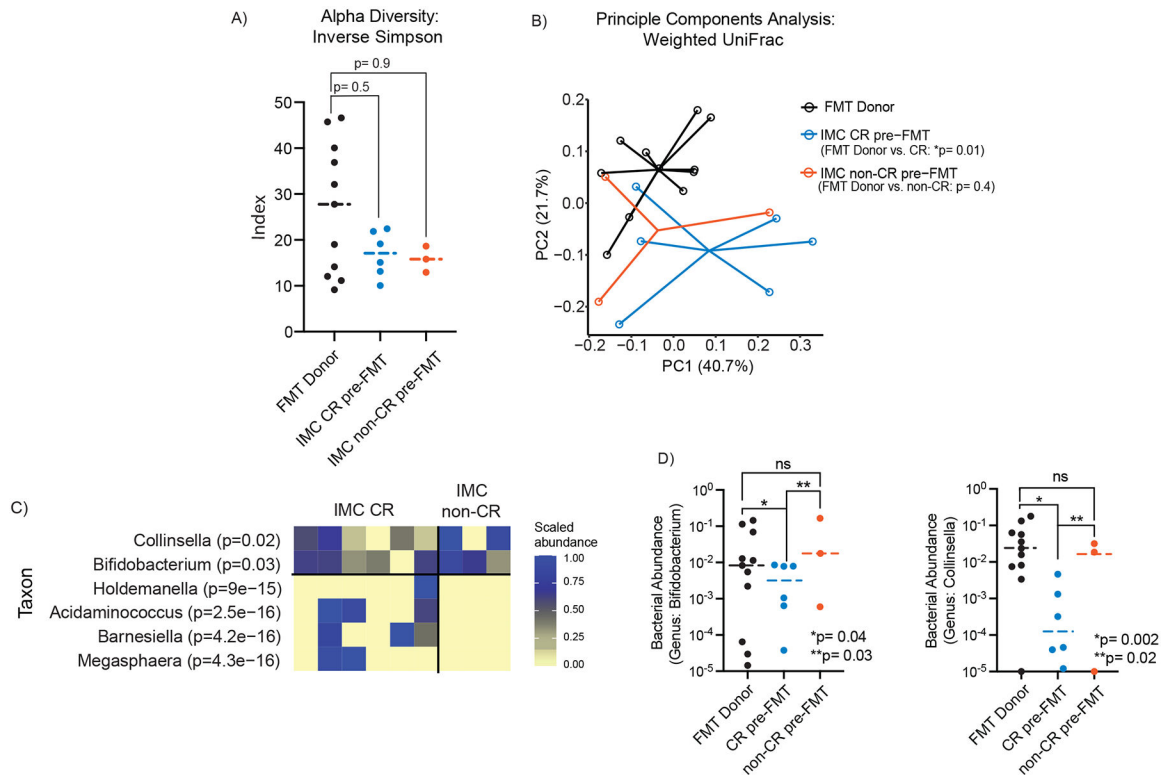 A)
Alpha Diversity:
Inverse Simpson
p= 0.9
p= 0.5
Index
50
40
30
20
10
0
FMT Donor
IMC CR pre-FMT
IMC non-CR pre-FMT
B)
Principle Components Analysis:
Weighted UniFrac
PC2 (21.7%)
0.2
0.1
0.0
−0.1
−0.2
−0.2 −0.1 0.0 0.1 0.2 0.3
PC1 (40.7%)
FMT Donor
IMC CR pre-FMT
(FMT Donor vs. CR: *p= 0.01)
IMC non-CR pre-FMT
(FMT Donor vs. non-CR: p= 0.4)
C)
IMC CR
IMC
non-CR
Taxon
Collinsella (p=0.02)
Bifidobacterium (p=0.03)
Holdemanella (p=9e−15)
Acidaminococcus (p=2.5e−16)
Barnesiella (p=4.2e−16)
Megasphaera (p=4.3e−16)
Scaled
abundance
1.00
0.75
0.50
0.25
0.00
D)
ns
*
**
Bacterial Abundance
(Genus: Bifidobacterium)
10^0
10^-1
10^-2
10^-3
10^-4
10^-5
*p= 0.04
**p= 0.03
FMT Donor
CR pre-FMT
non-CR pre-FMT
ns
*
**
Bacterial Abundance
(Genus: Collinsella)
10^0
10^-1
10^-2
10^-3
10^-4
10^-5
*p= 0.002
**p= 0.02
FMT Donor
CR pre-FMT
non-CR pre-FMT